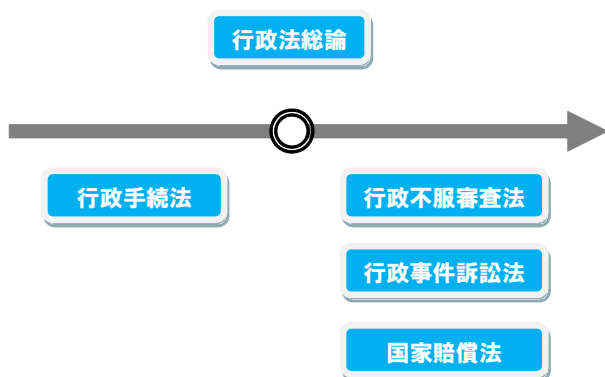 行政法総論
行政手続法
行政不服審査法
行政事件訴訟法
国家賠償法